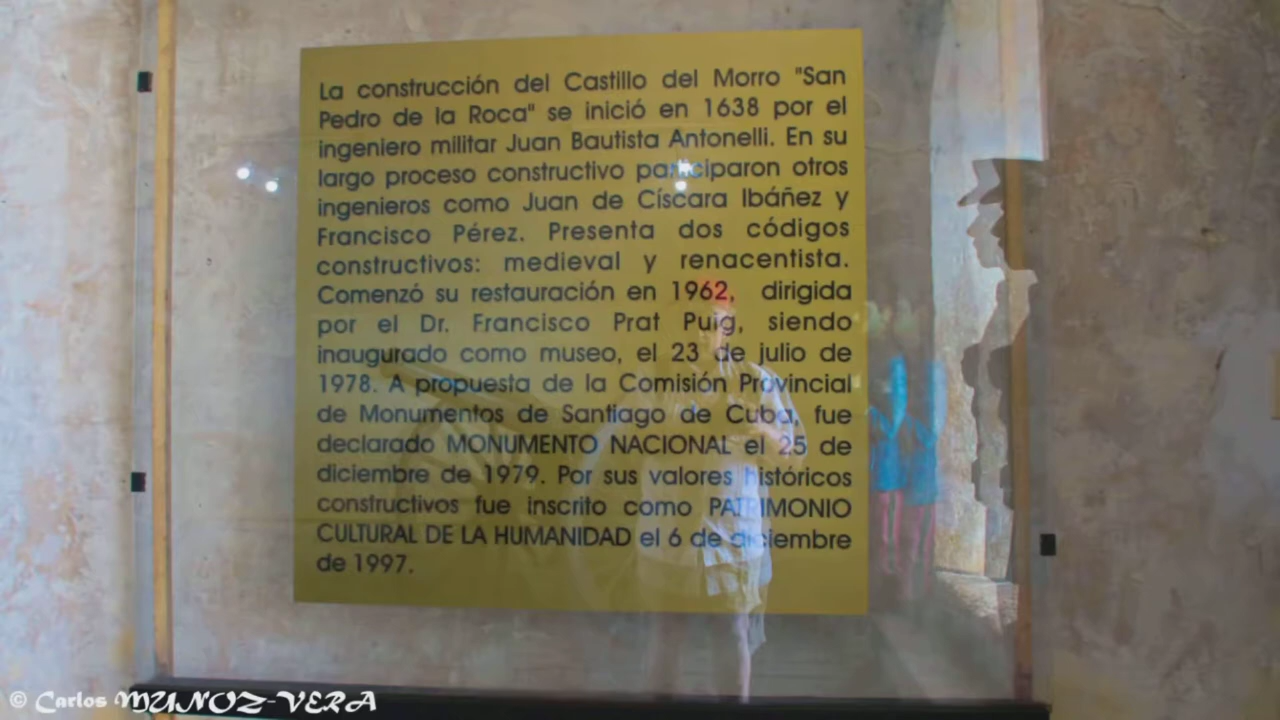 La construcción del Castillo del Morro "San
Pedro de la Roca" se inició en 1638 por el
ingeniero militar Juan Bautista Antonelli. En su
largo proceso constructivo participaron otros
ingenieros como Juan de Císcara Ibáñez y
Francisco Pérez. Presenta dos códigos
constructivos: medieval y renacentista.
Comenzó su restauración en 1962, dirigida
por el Dr. Francisco Prat Puig, siendo
inaugurado como museo, el 23 de julio de
1978. A propuesta de la Comisión Provincial
de Monumentos de Santiago de Cuba, fue
declarado MONUMENTO NACIONAL el 25 de
diciembre de 1979. Por sus valores históricos
constructivos fue inscrito como PATRIMONIO
CULTURAL DE LA HUMANIDAD el 6 de diciembre
de 1997.
© Carlos MUNOZ-VERA